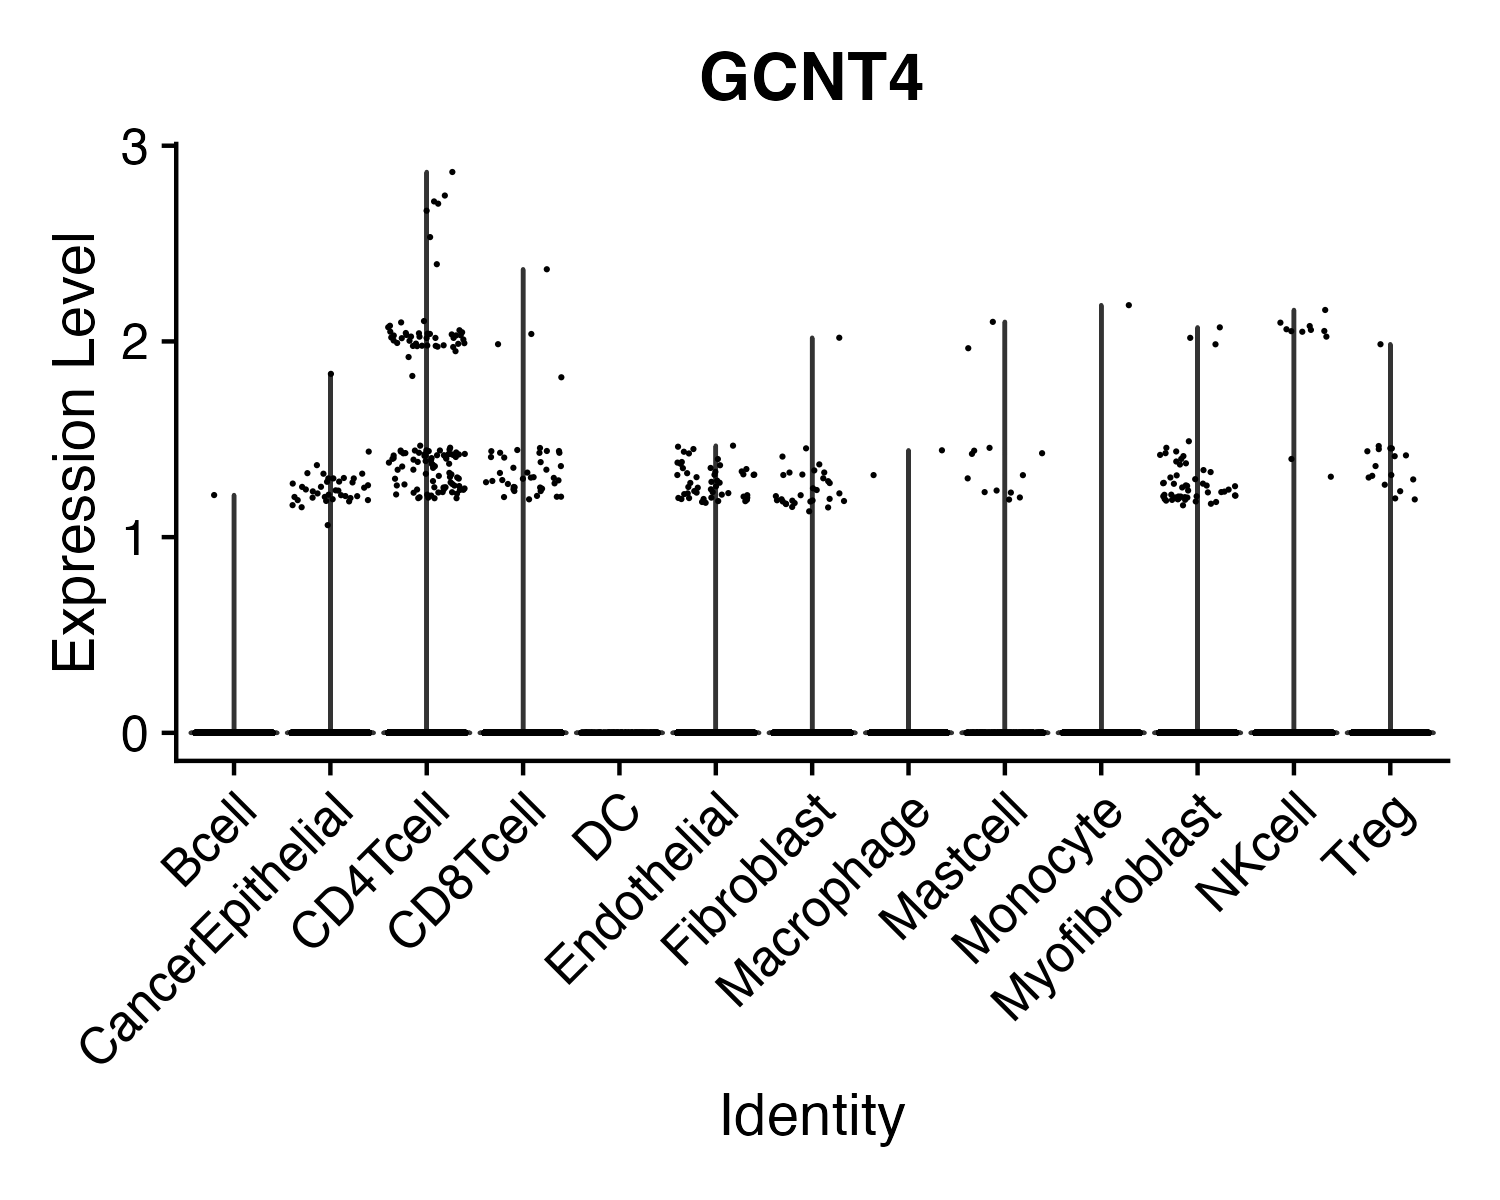 GCNT4
Expression Level
3
2
1
0
Bcell
CancerEpithelial
CD4Tcell
CD8Tcell
DC
Endothelial
Fibroblast
Macrophage
Mastcell
Monocyte
Myofibroblast
NKcell
Treg
Identity